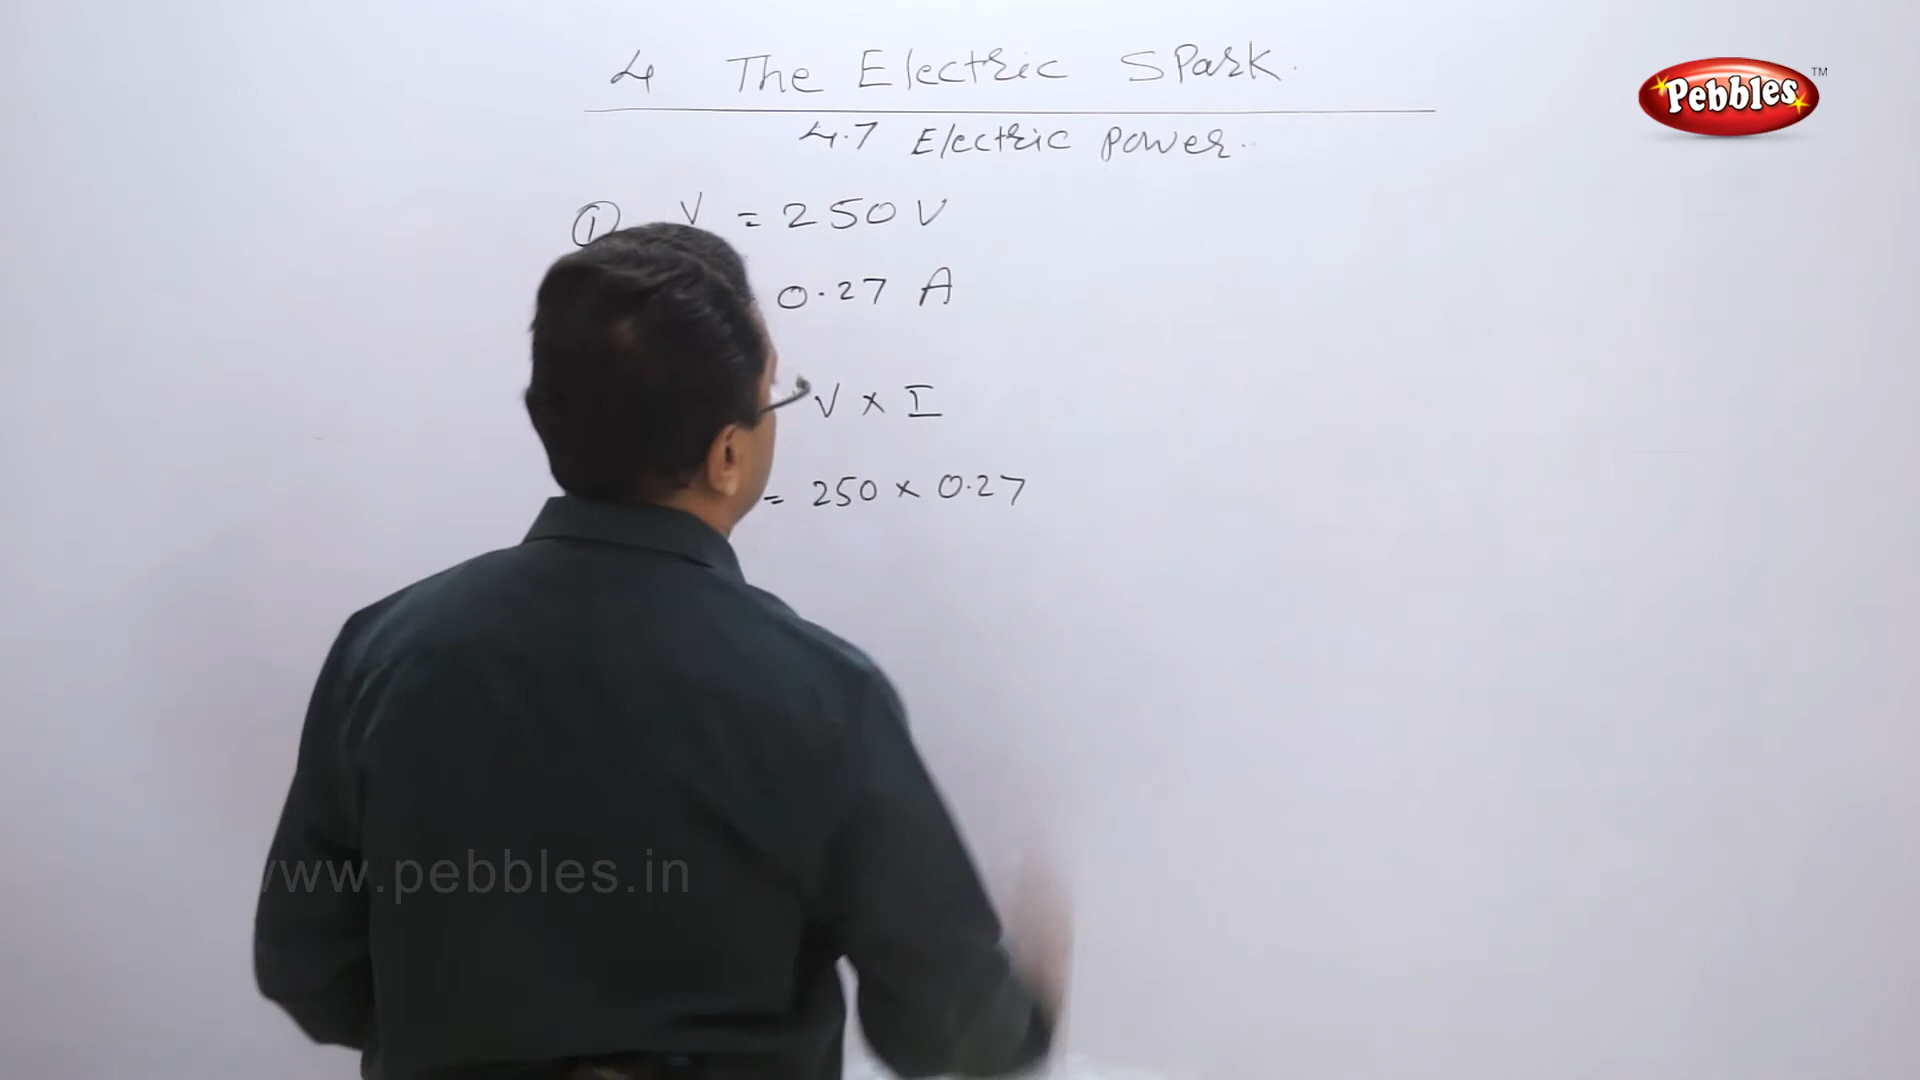 4 The Electric Spark.
Pebbles TM
4.7 Electric Power.
① V = 250 V
0.27 A
V × I
= 250 × 0.27
www.pebbles.in